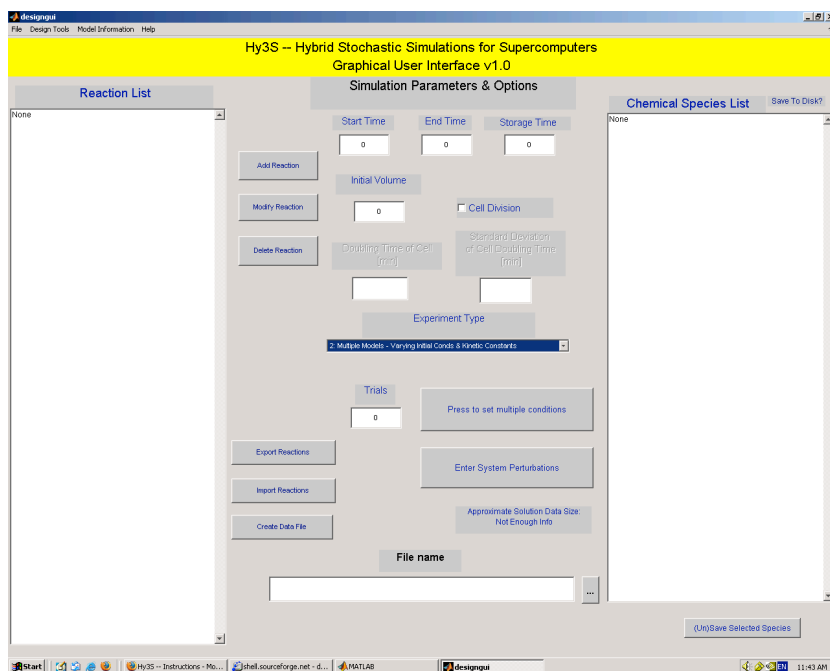 designgui
File Design Tools Model Information Help
Hy3S -- Hybrid Stochastic Simulations for Supercomputers
Graphical User Interface v1.0
Reaction List
None
Simulation Parameters & Options
Start Time End Time Storage Time
0 0 0
Add Reaction
Modify Reaction
Delete Reaction
Initial Volume
0
Cell Division
Doubling Time of Cell
[min]
Standard Deviation
of Cell Doubling Time
[min]
Experiment Type
2: Multiple Models - Varying Initial Conds & Kinetic Constants
Trials
0
Press to set multiple conditions
Export Reactions
Import Reactions
Create Data File
Enter System Perturbations
Approximate Solution Data Size:
Not Enough Info
File name
...
Chemical Species List
Save To Disk?
None
(Un)Save Selected Species
Start Hy3S -- Instructions - Mo... shell.sourceforge.net - d... MATLAB designgui EN 11:43 AM